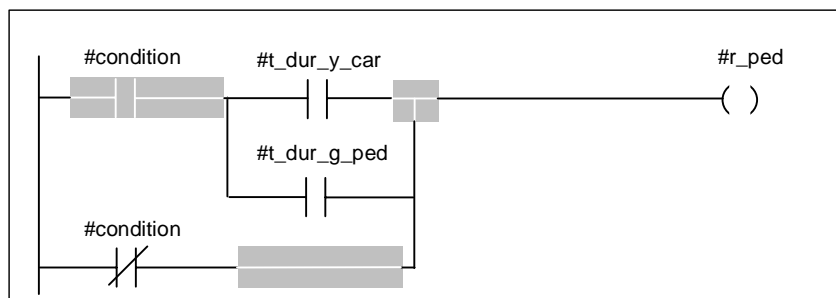 #condition
#t_dur_y_car
#r_ped
#t_dur_g_ped
#condition